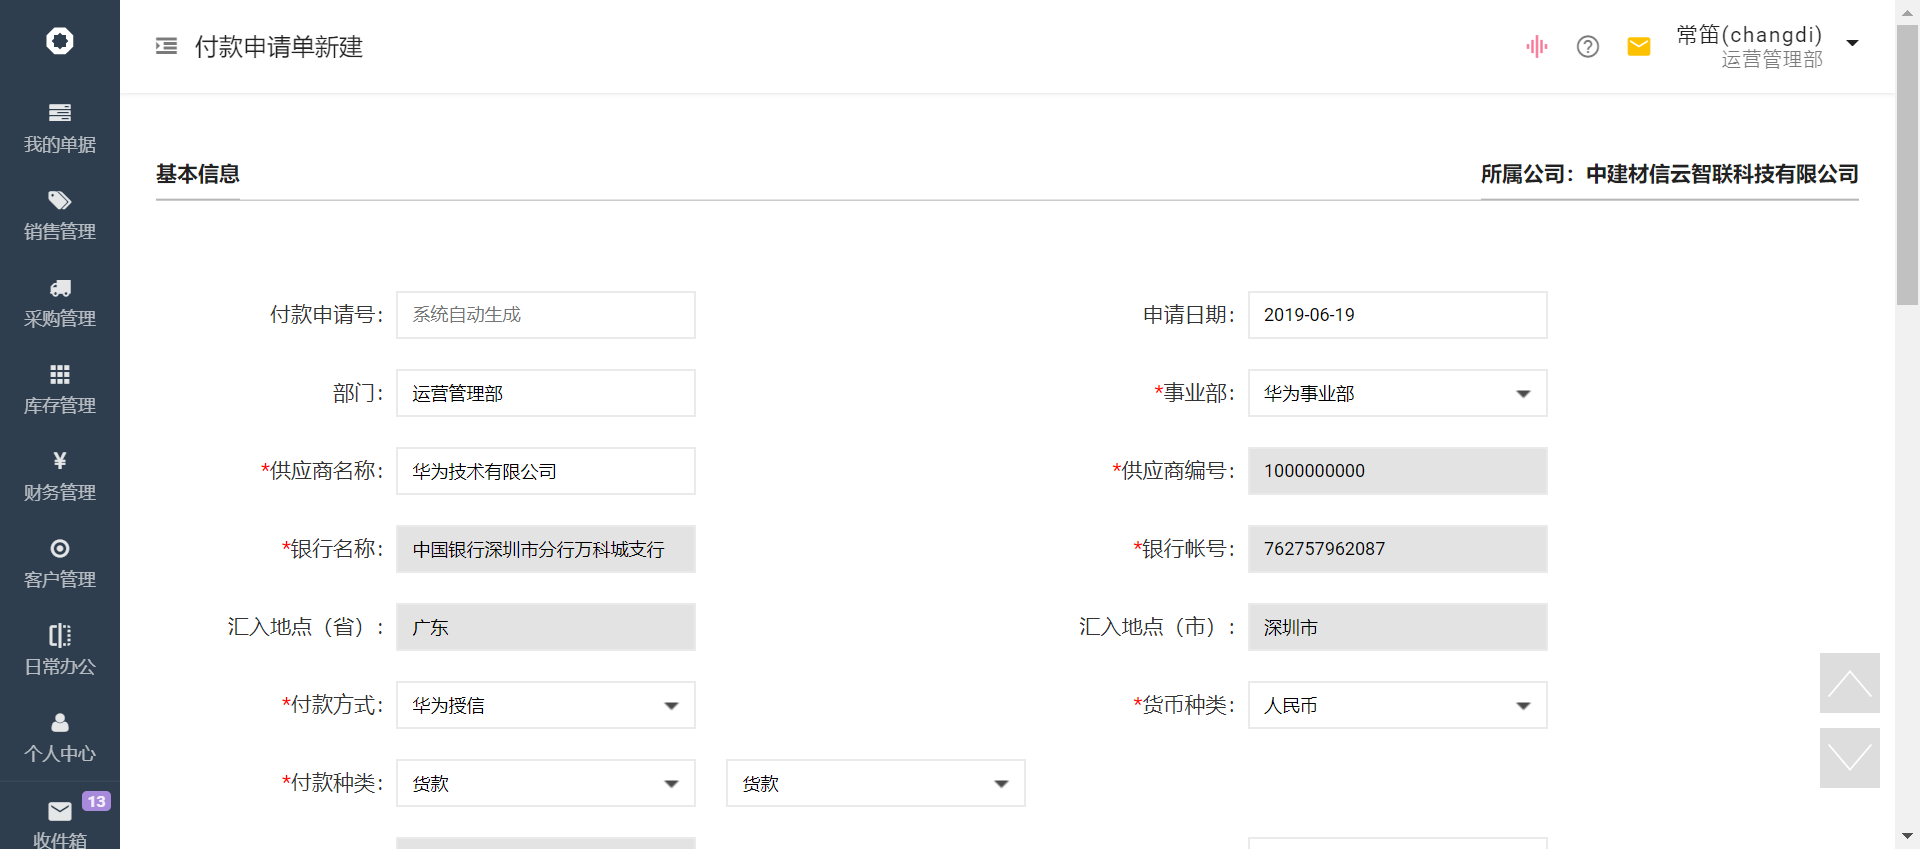 付款申请单新建
常笛(changdi)
运营管理部
我的单据
销售管理
采购管理
库存管理
¥
财务管理
客户管理
日常办公
个人中心
13
收件箱
基本信息
所属公司：中建材信云智联科技有限公司
付款申请号： 系统自动生成
申请日期： 2019-06-19
部门： 运营管理部
*事业部： 华为事业部
*供应商名称： 华为技术有限公司
*供应商编号： 1000000000
*银行名称： 中国银行深圳市分行万科城支行
*银行帐号： 762757962087
汇入地点（省）： 广东
汇入地点（市）： 深圳市
*付款方式： 华为授信
*货币种类： 人民币
*付款种类： 货款 货款